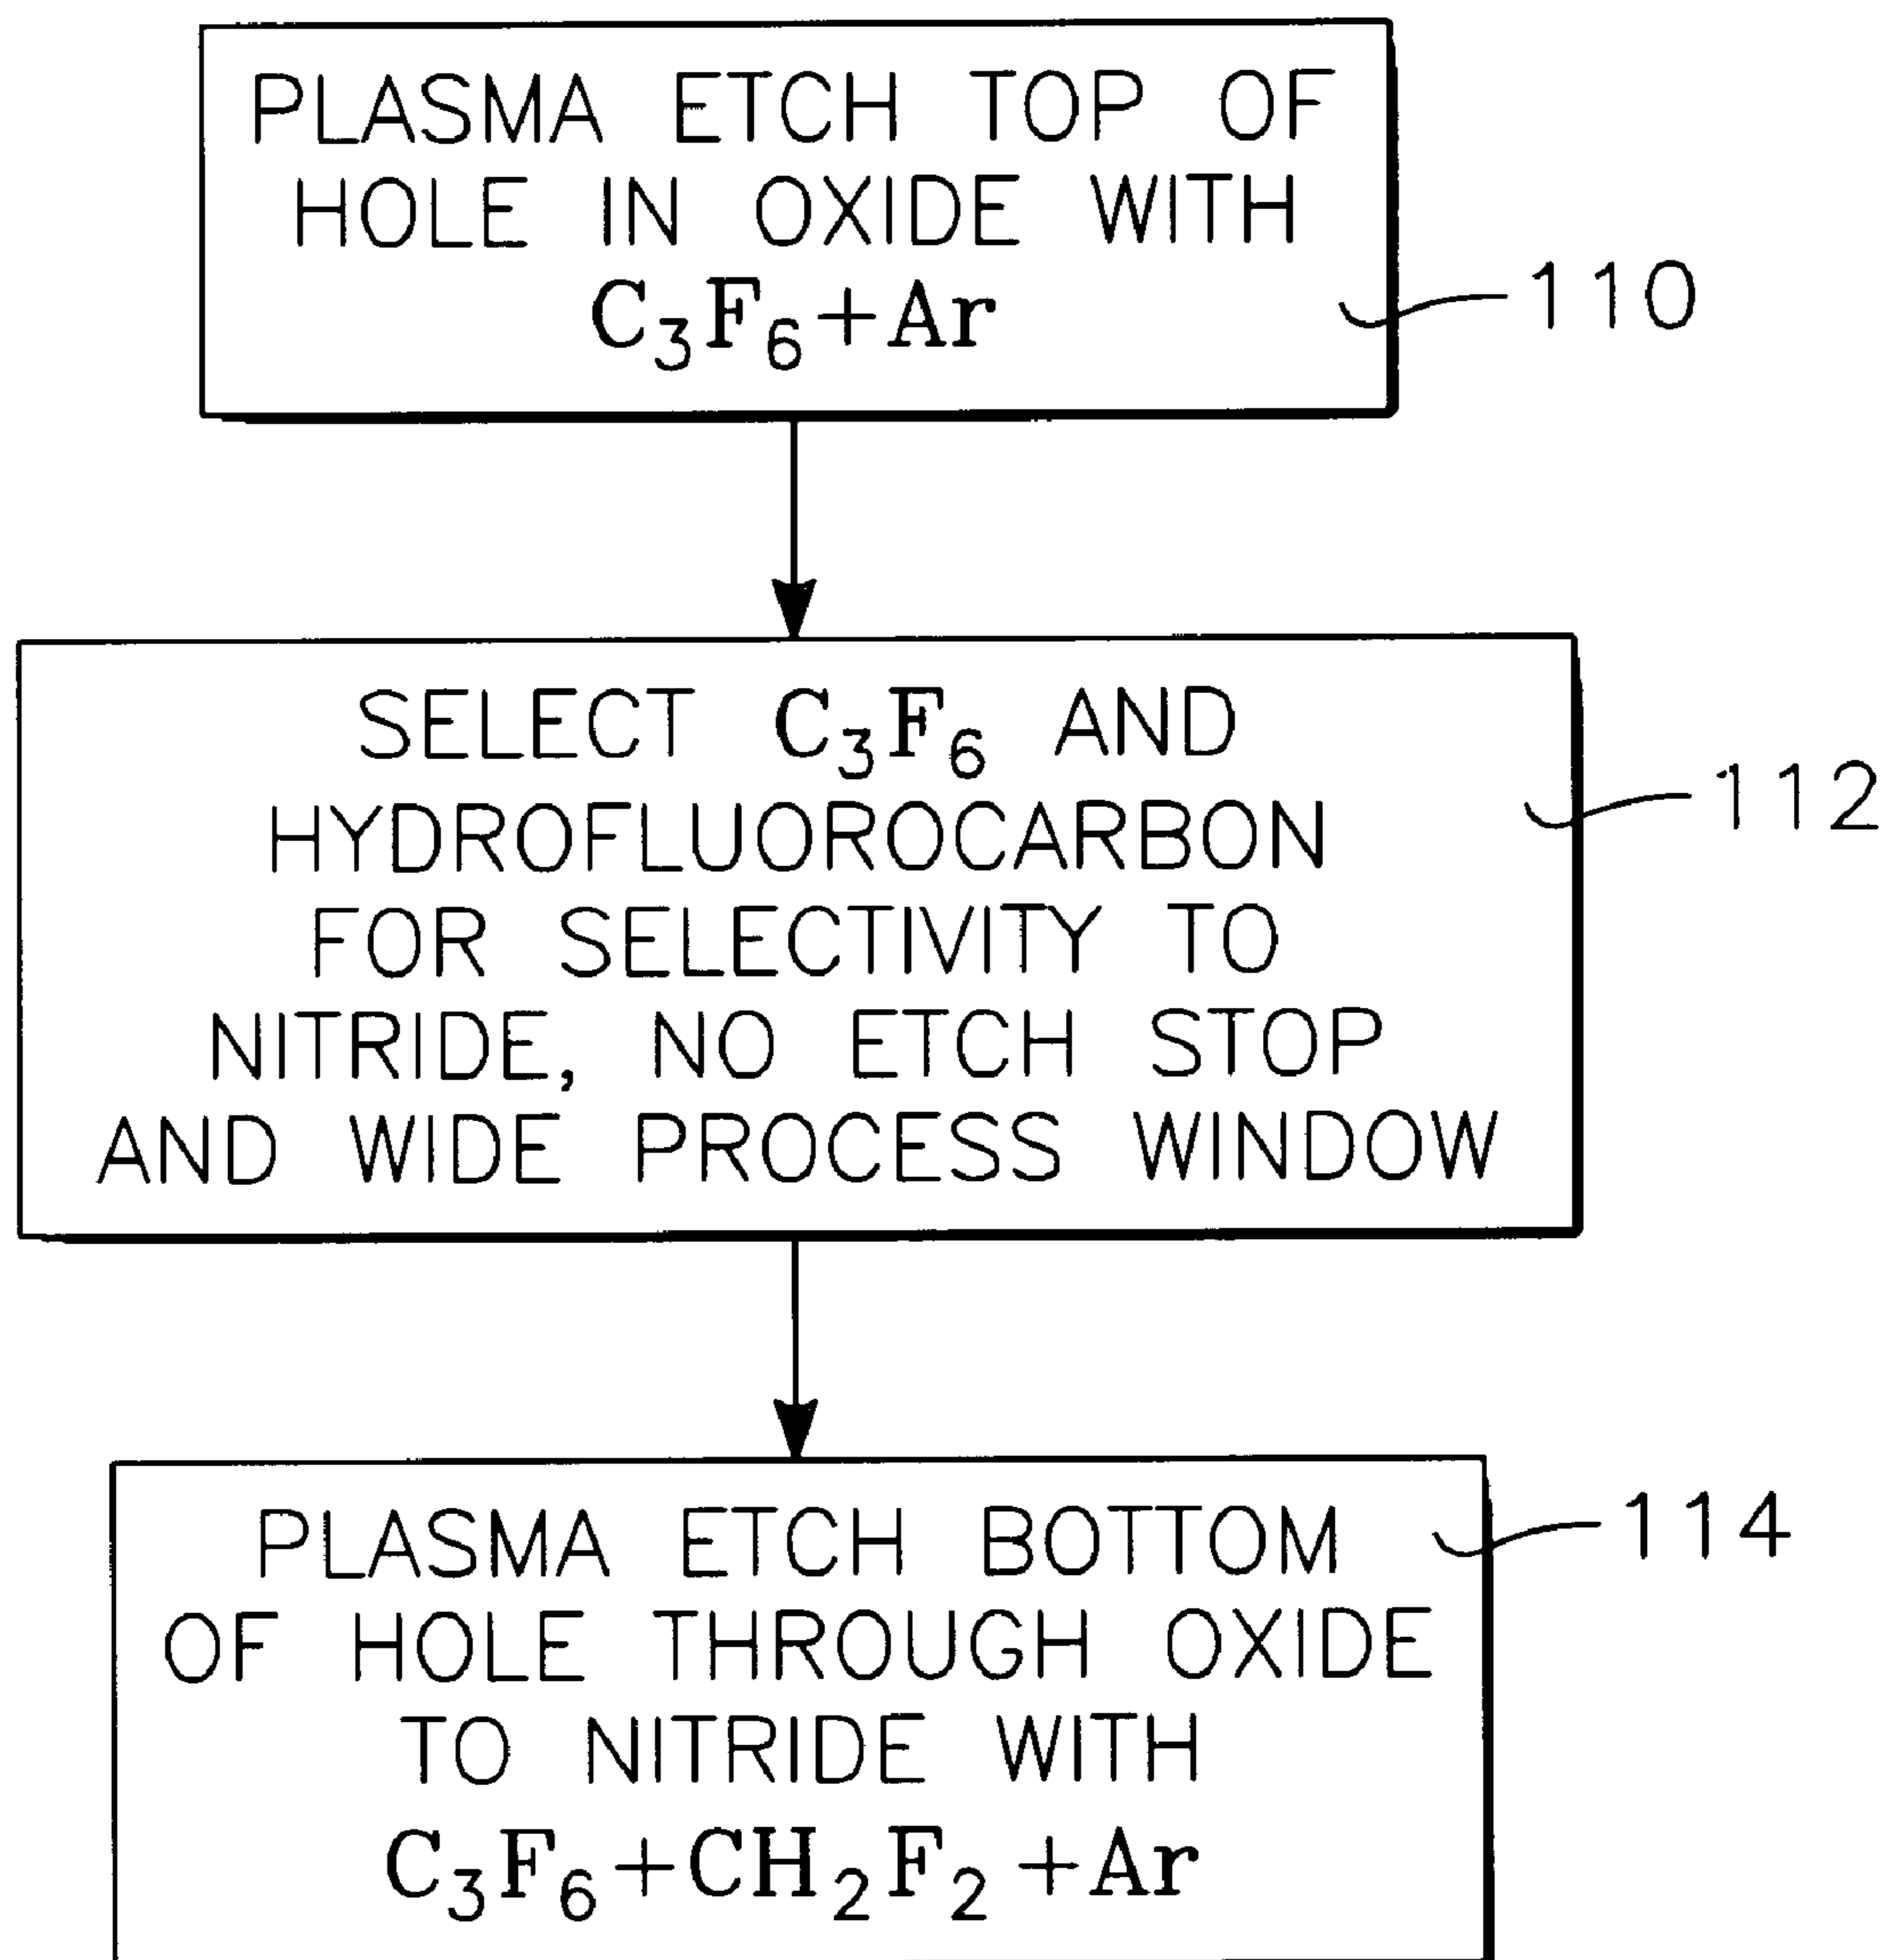 PLASMA ETCH TOP OF
HOLE IN OXIDE WITH
C₃F₆+Ar
110
SELECT C₃F₆ AND
HYDROFLUOROCARBON
FOR SELECTIVITY TO
NITRIDE, NO ETCH STOP
AND WIDE PROCESS WINDOW
112
PLASMA ETCH BOTTOM
OF HOLE THROUGH OXIDE
TO NITRIDE WITH
C₃F₆+CH₂F₂+Ar
114